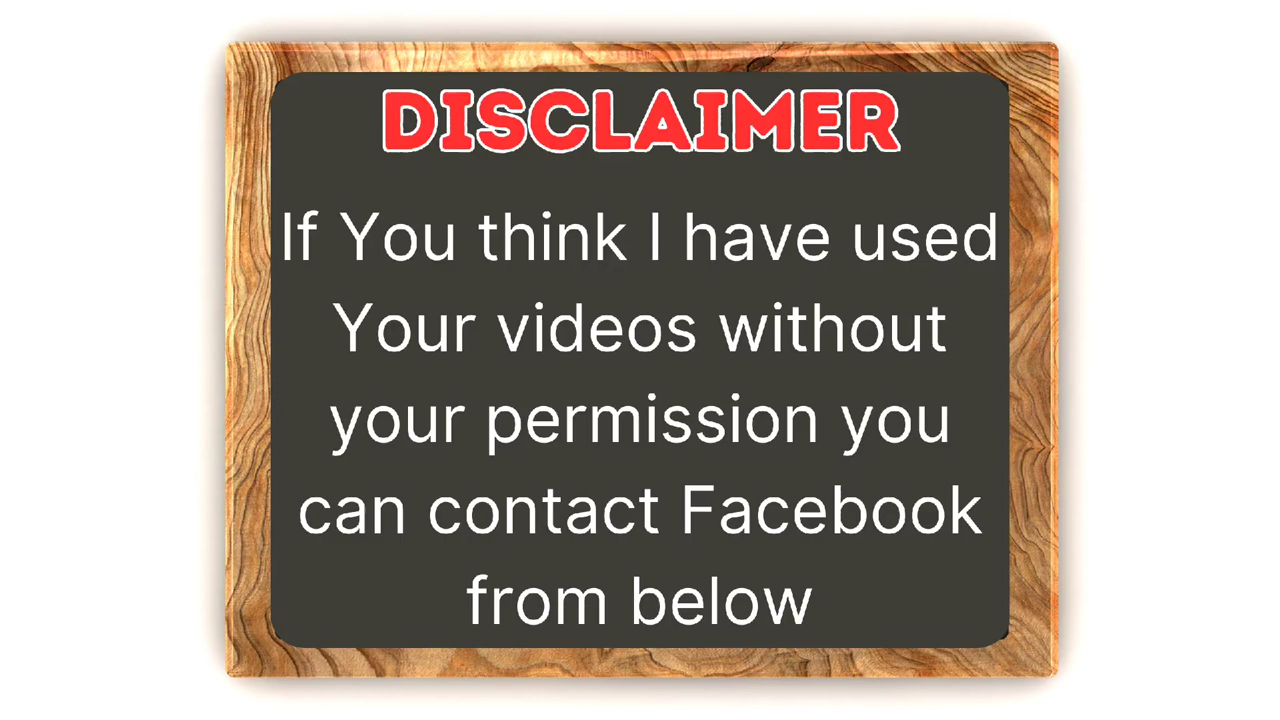 DISCLAIMER
If You think I have used
Your videos without
your permission you
can contact Facebook
from below